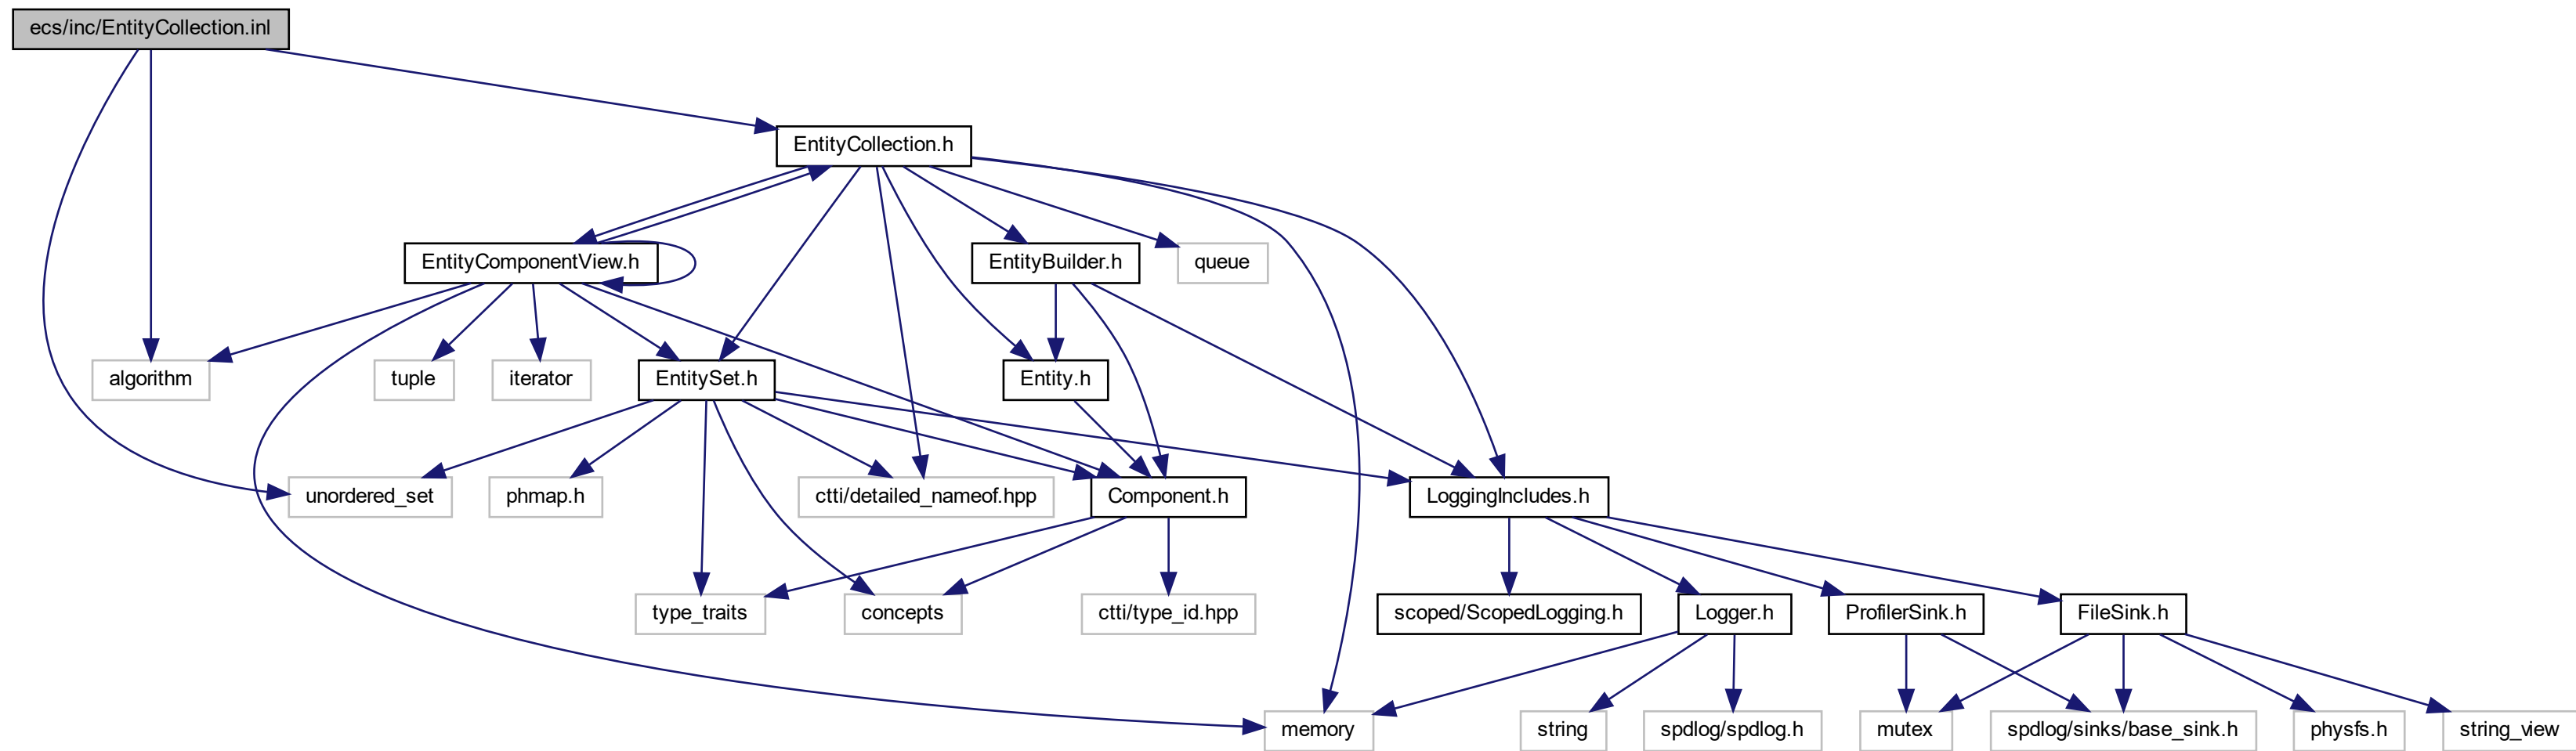 ecs/inc/EntityCollection.inl
EntityCollection.h
EntityComponentView.h
EntityBuilder.h
queue
algorithm
tuple
iterator
EntitySet.h
Entity.h
unordered_set
phmap.h
ctti/detailed_nameof.hpp
Component.h
LoggingIncludes.h
type_traits
concepts
ctti/type_id.hpp
scoped/ScopedLogging.h
Logger.h
ProfilerSink.h
FileSink.h
memory
string
spdlog/spdlog.h
mutex
spdlog/sinks/base_sink.h
physfs.h
string_view